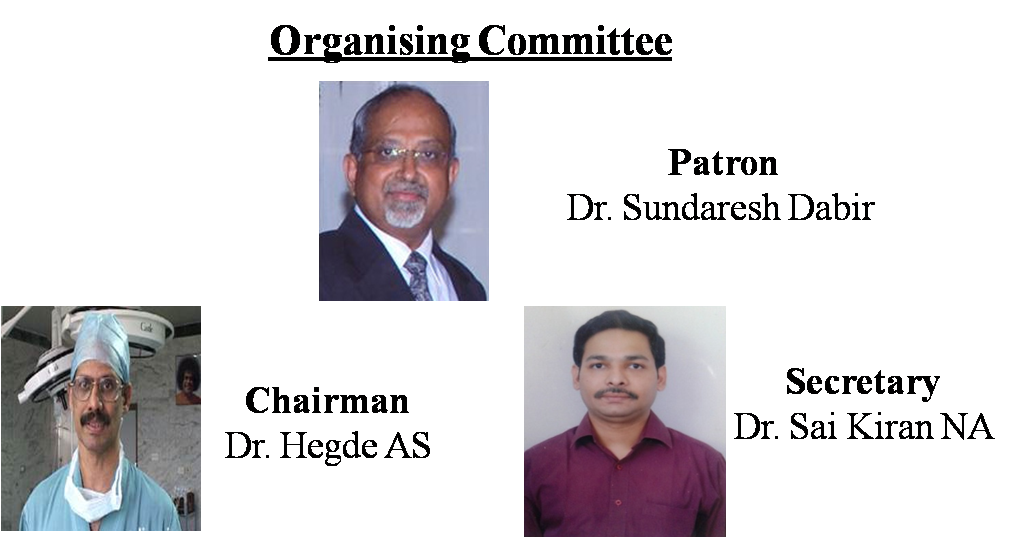 Organising Committee
Patron
Dr. Sundaresh Dabir
Chairman
Dr. Hegde AS
Secretary
Dr. Sai Kiran NA